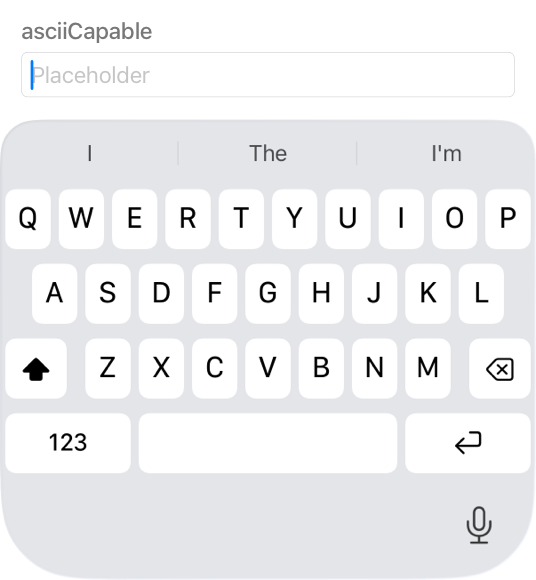 asciiCapable
Placeholder
I The I'm
Q W E R T Y U I O P
A S D F G H J K L
Z X C V B N M
123